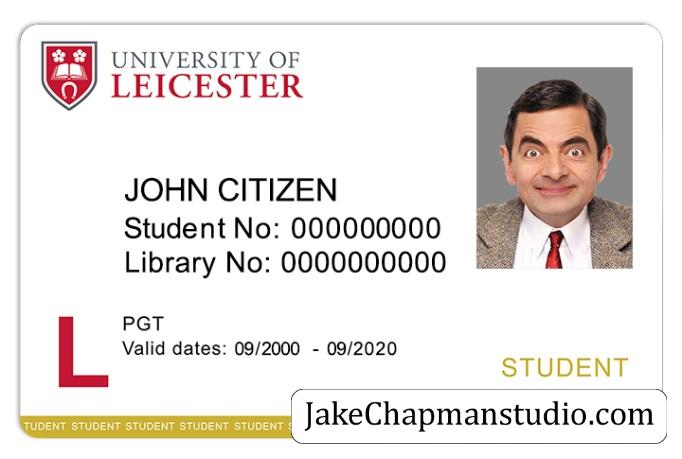 UNIVERSITY OF
LEICESTER
JOHN CITIZEN
Student No: 000000000
Library No: 0000000000
L
PGT
Valid dates: 09/2000 - 09/2020
STUDENT
TUDENT STUDENT STUDENT STUDENT STUDENT S
JakeChapmanstudio.com